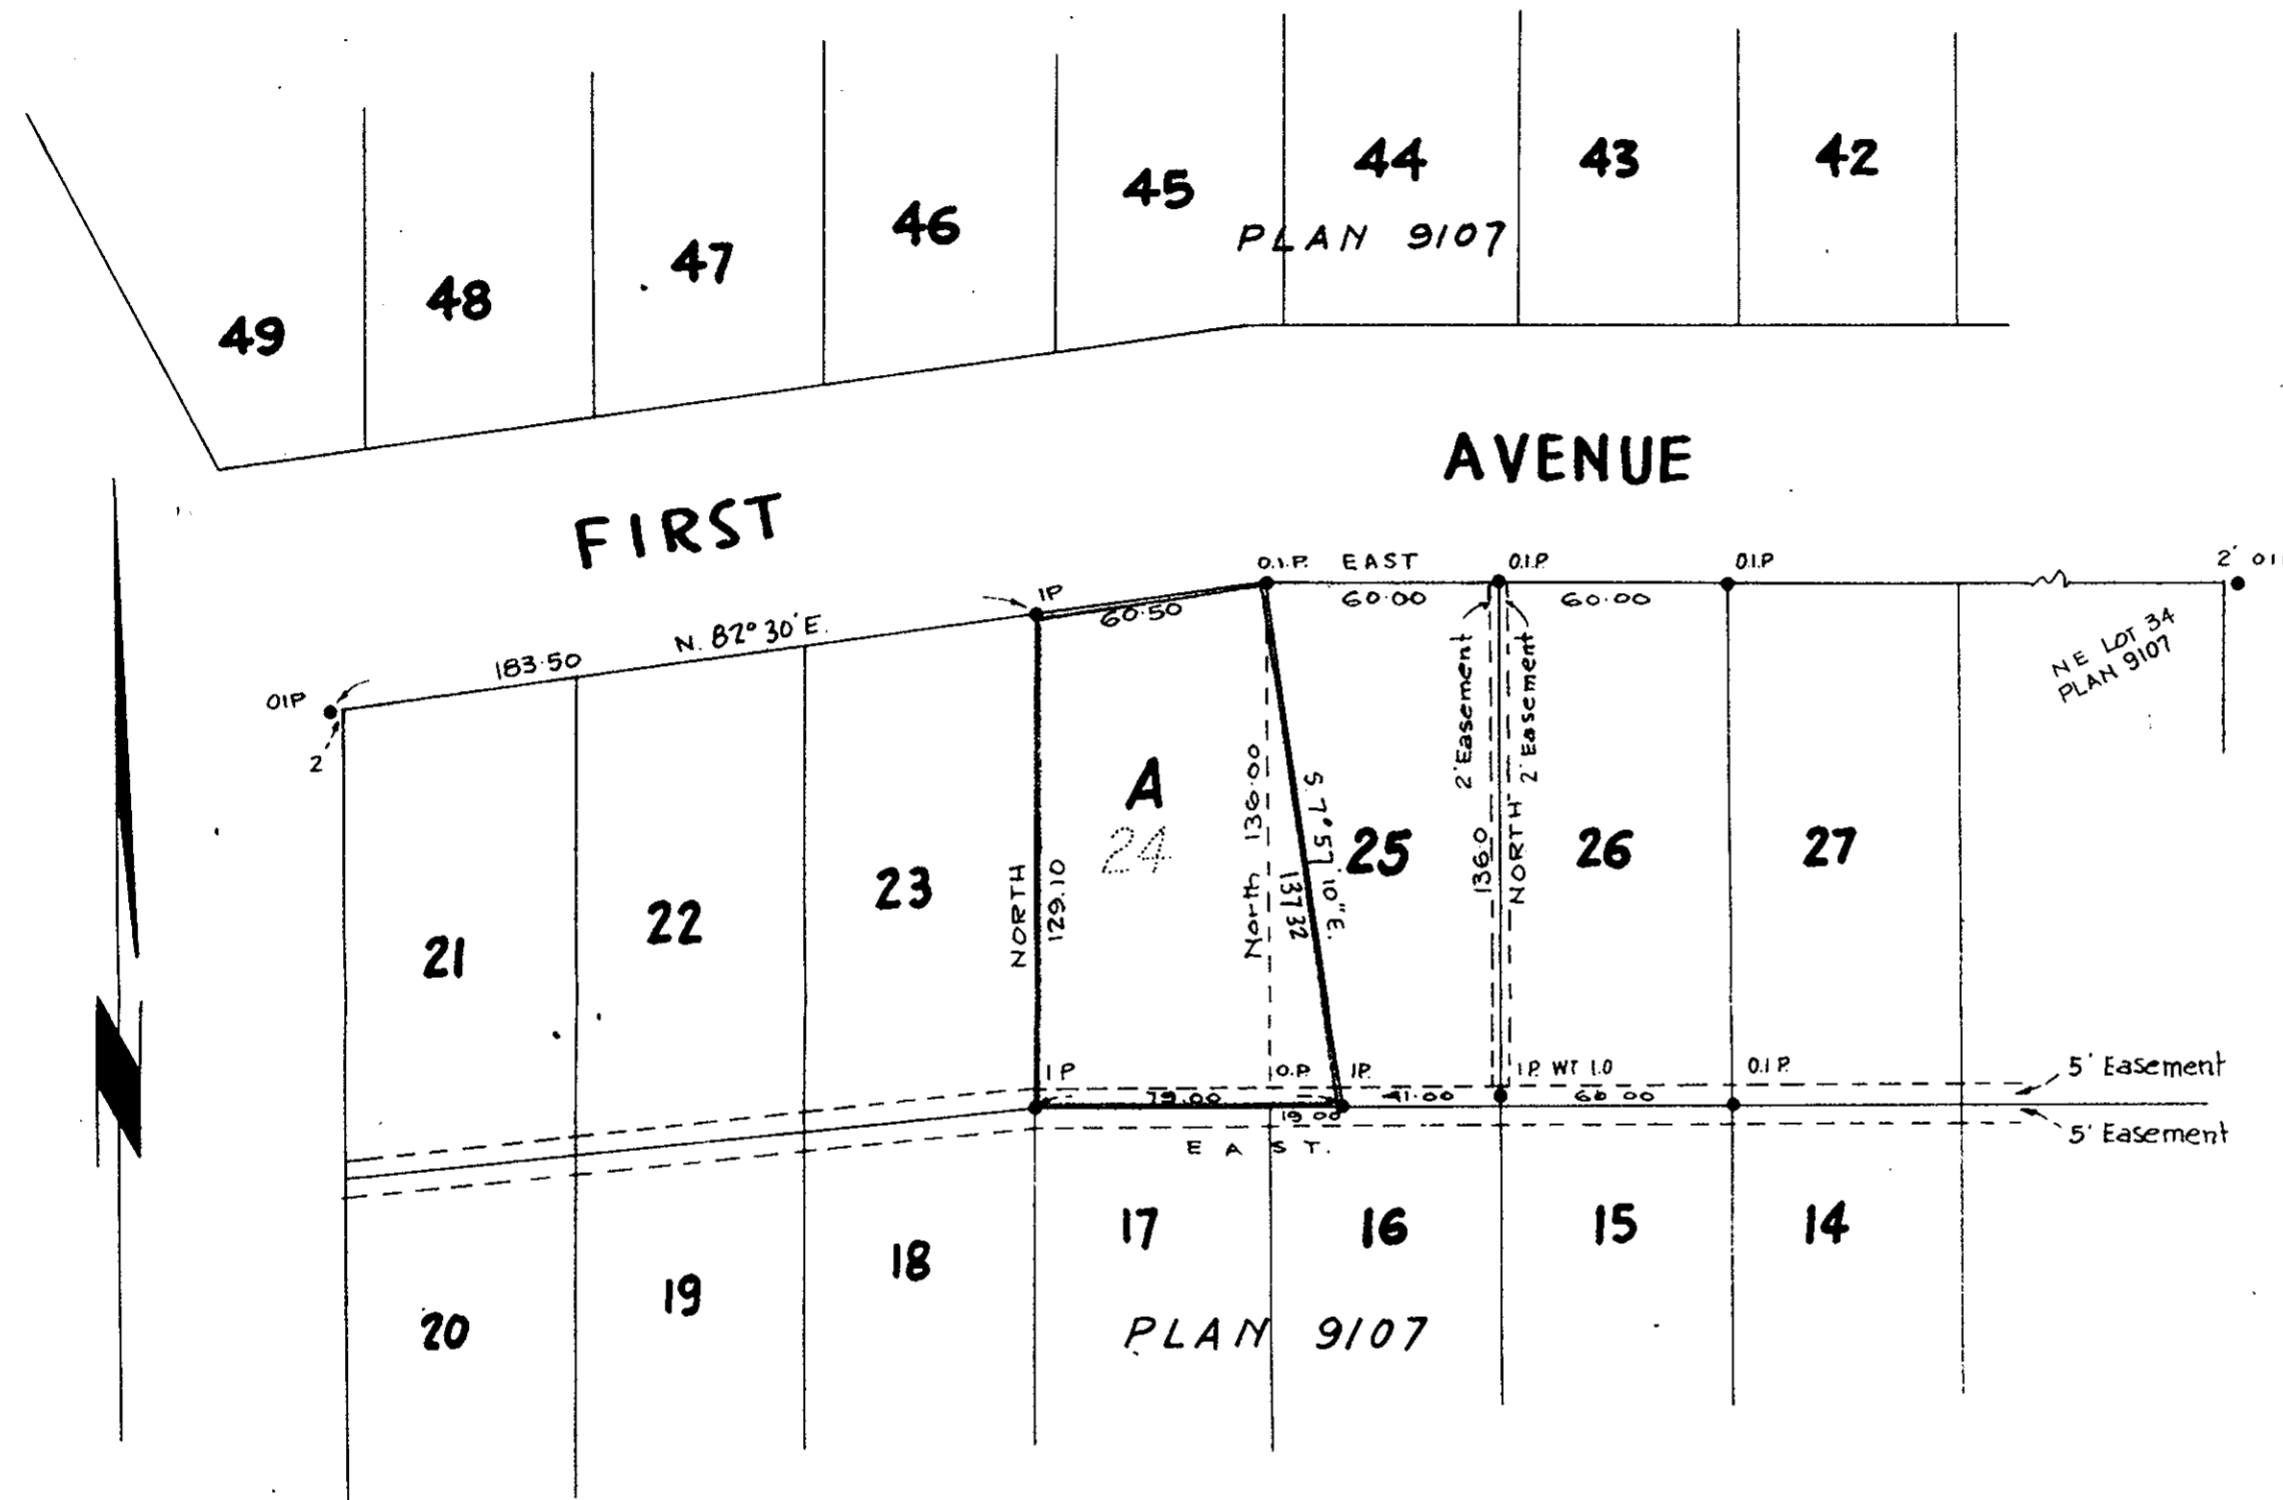 44
43
42
45
PLAN 9107
46
47
48
49
AVENUE
FIRST
O.I.P. EAST
O.I.P.
O.I.P
2'
IP
60.50
60.00
60.00
N. 82° 30' E.
183.50
OIP
2
NE LOT 34
PLAN 9107
2' Easement
2' Easement
A
24
North 136.00
S. 7° 57' 10" E.
137.32
25
136.0
NORTH
26
27
23
NORTH
129.10
22
21
IP
O.P.
IP.
I.P. WT 1.0
O.I.P.
5' Easement
79.00
41.00
60.00
19.00
5' Easement
EAST.
17
16
15
14
18
19
20
PLAN 9107